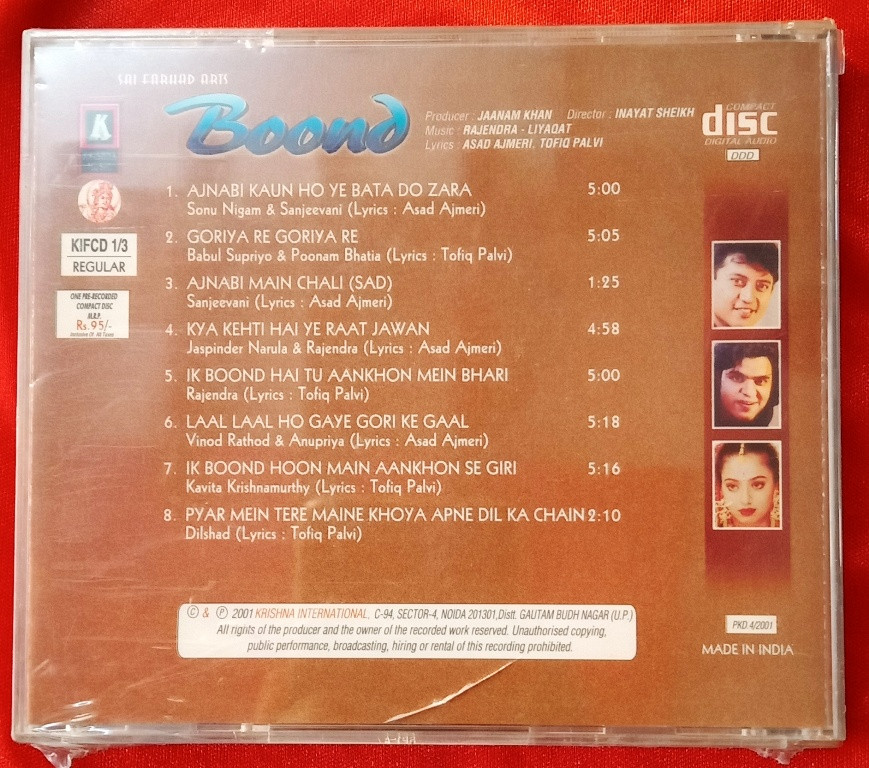 SAI FARHAD ARTS
Boond
Producer : JAANAM KHAN Director : INAYAT SHEIKH
Music : RAJENDRA - LIYAQAT
Lyrics : ASAD AJMERI, TOFIQ PALVI
COMPACT
disc
DIGITAL AUDIO
DDD
K
KIFCD 1/3
REGULAR
ONE PRE-RECORDED
COMPACT DISC
M.R.P.
Rs.95/-
Inclusive Of All Taxes
1. AJNABI KAUN HO YE BATA DO ZARA 5:00
Sonu Nigam & Sanjeevani (Lyrics : Asad Ajmeri)
2. GORIYA RE GORIYA RE 5:05
Babul Supriyo & Poonam Bhatia (Lyrics : Tofiq Palvi)
3. AJNABI MAIN CHALI (SAD) 1:25
Sanjeevani (Lyrics : Asad Ajmeri)
4. KYA KEHTI HAI YE RAAT JAWAN 4:58
Jaspinder Narula & Rajendra (Lyrics : Asad Ajmeri)
5. IK BOOND HAI TU AANKHON MEIN BHARI 5:00
Rajendra (Lyrics : Tofiq Palvi)
6. LAAL LAAL HO GAYE GORI KE GAAL 5:18
Vinod Rathod & Anupriya (Lyrics : Asad Ajmeri)
7. IK BOOND HOON MAIN AANKHON SE GIRI 5:16
Kavita Krishnamurthy (Lyrics : Tofiq Palvi)
8. PYAR MEIN TERE MAINE KHOYA APNE DIL KA CHAIN 2:10
Dilshad (Lyrics : Tofiq Palvi)
© & ℗ 2001 KRISHNA INTERNATIONAL, C-94, SECTOR-4, NOIDA 201301,Distt. GAUTAM BUDH NAGAR (U.P.)
All rights of the producer and the owner of the recorded work reserved. Unauthorised copying,
public performance, broadcasting, hiring or rental of this recording prohibited.
PKD.4/2001
MADE IN INDIA